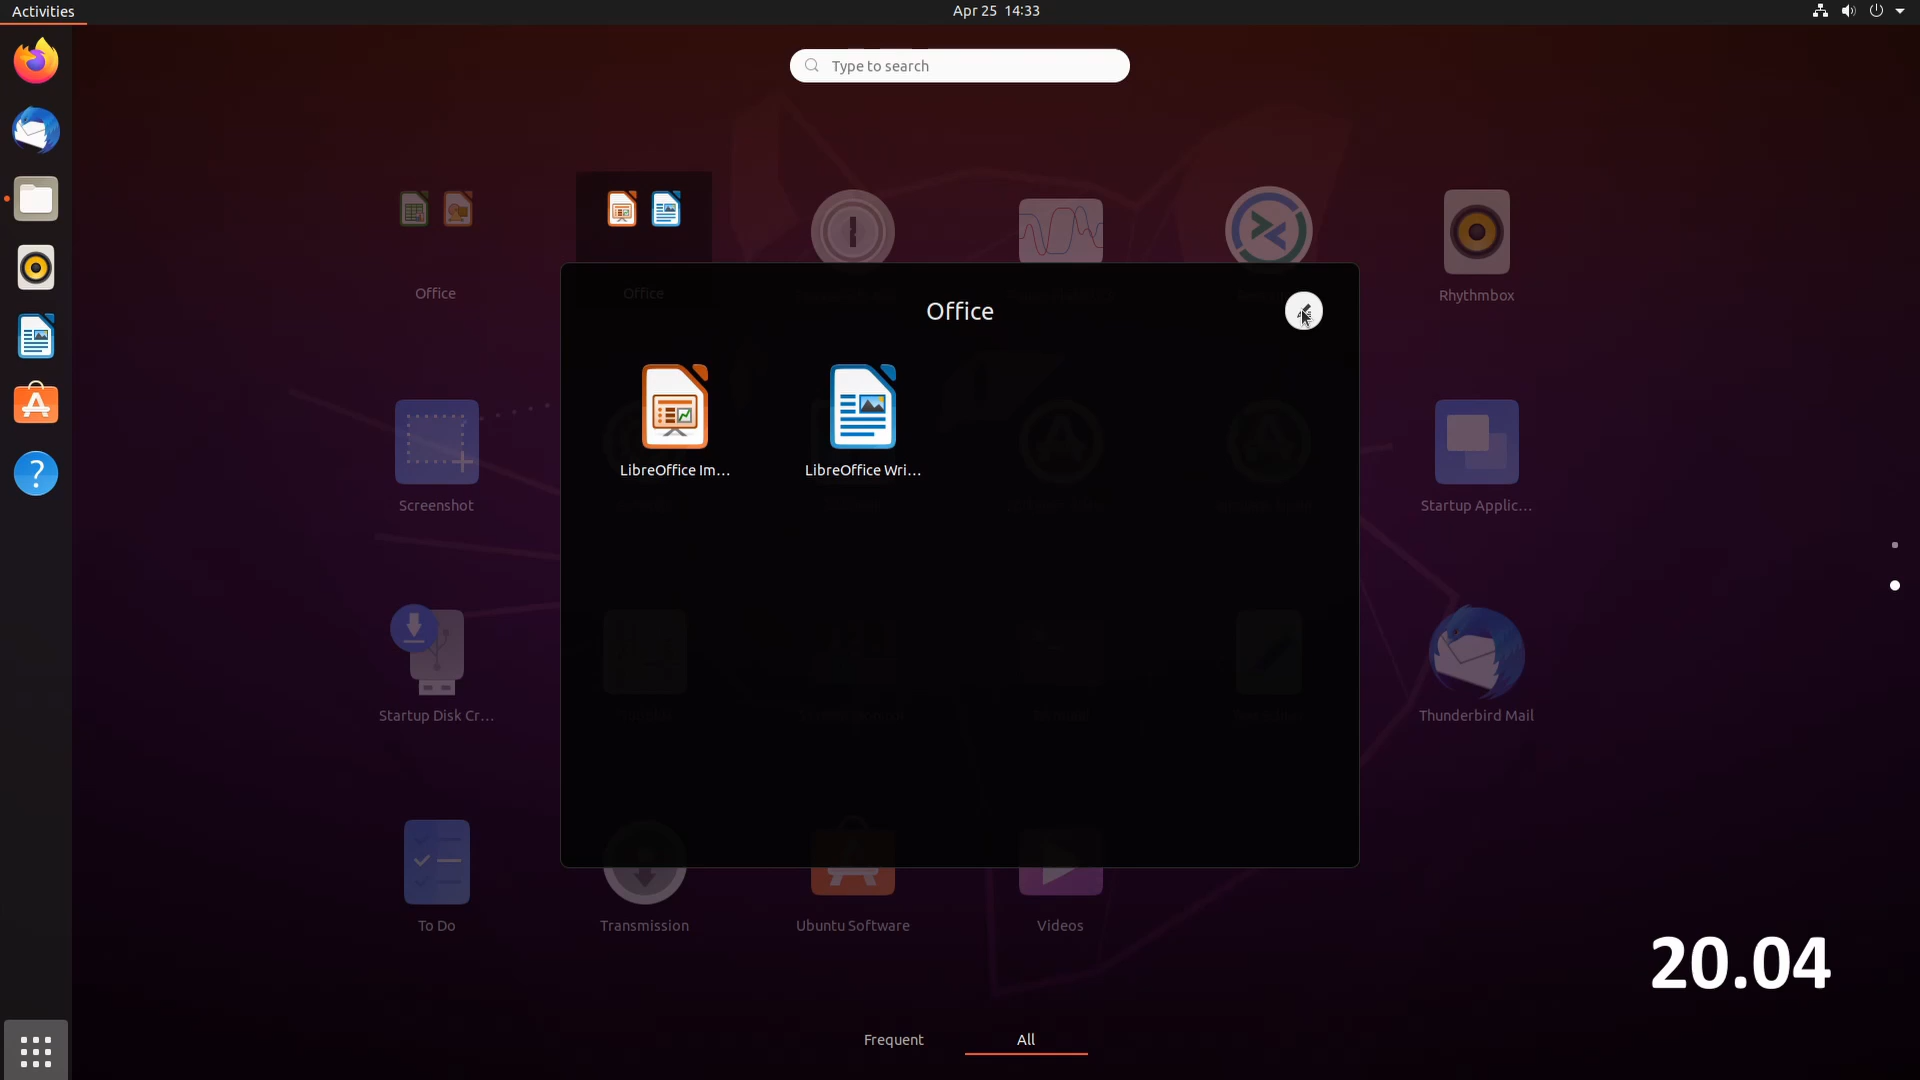 Activities
Apr 25 14:33
Type to search
Office
Office
Rhythmbox
Office
LibreOffice Im...
LibreOffice Wri...
Screenshot
Startup Applic...
Startup Disk Cr...
Thunderbird Mail
To Do
Transmission
Ubuntu Software
Videos
20.04
Frequent
All